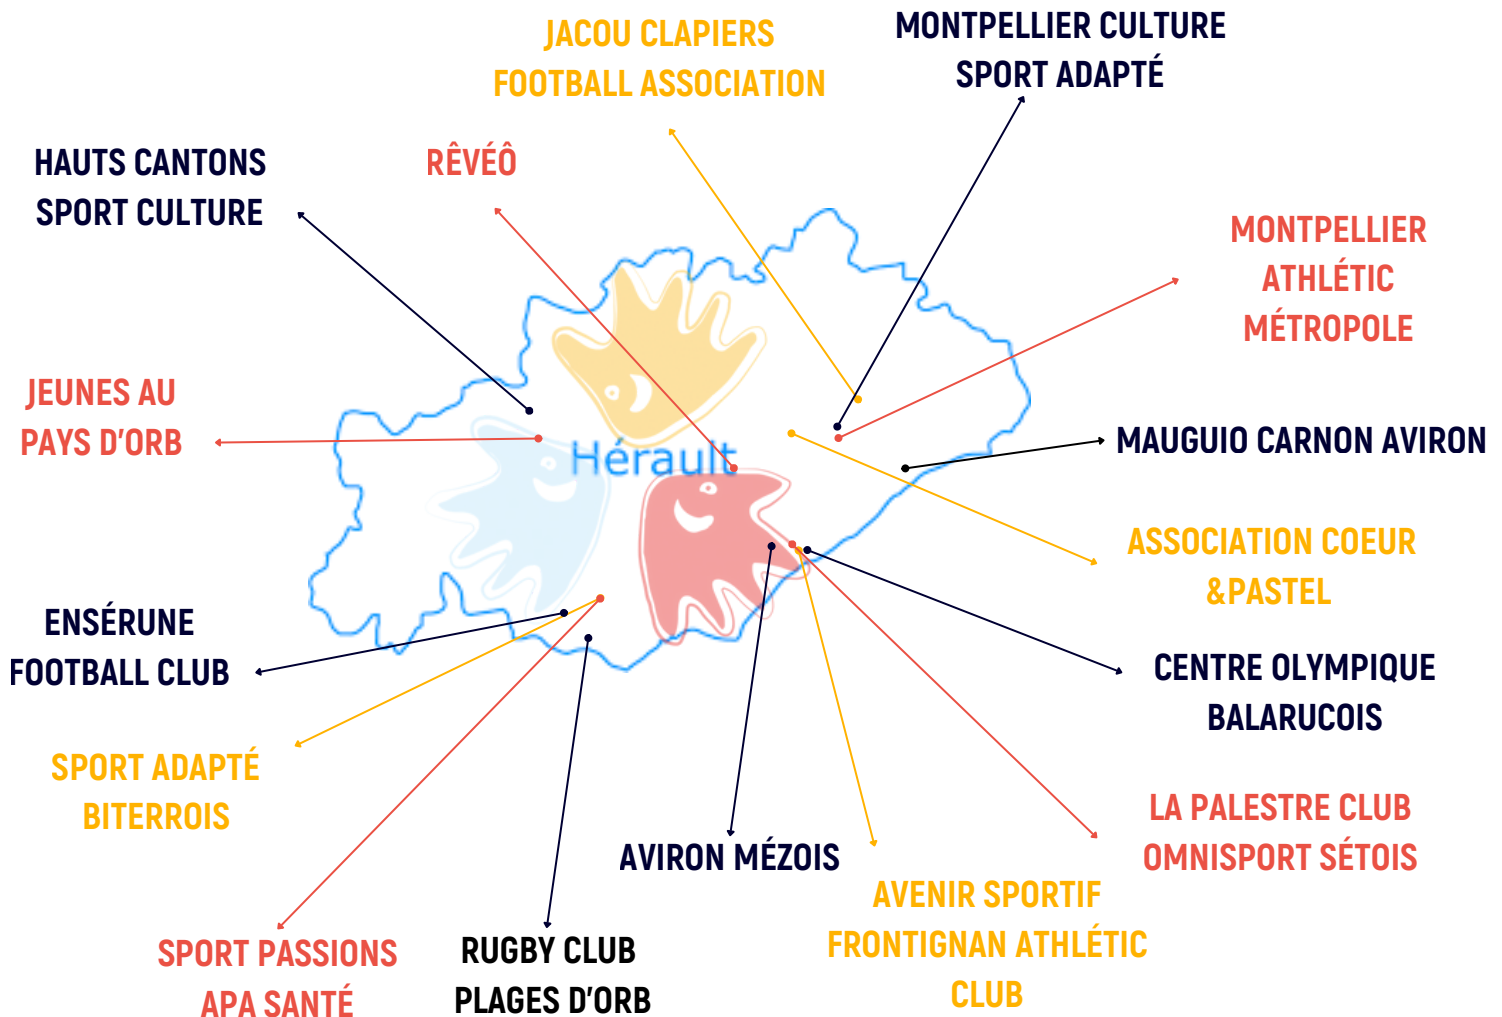 JACOU CLAPIERS
FOOTBALL ASSOCIATION
MONTPELLIER CULTURE
SPORT ADAPTÉ
HAUTS CANTONS
SPORT CULTURE
RÊVÉÔ
MONTPELLIER
ATHLÉTIC
MÉTROPOLE
JEUNES AU
PAYS D'ORB
Hérault
MAUGUIO CARNON AVIRON
ASSOCIATION COEUR
&PASTEL
ENSÉRUNE
FOOTBALL CLUB
CENTRE OLYMPIQUE
BALARUCOIS
SPORT ADAPTÉ
BITERROIS
LA PALESTRE CLUB
OMNISPORT SÉTOIS
AVIRON MÉZOIS
AVENIR SPORTIF
FRONTIGNAN ATHLÉTIC
CLUB
SPORT PASSIONS
APA SANTÉ
RUGBY CLUB
PLAGES D'ORB